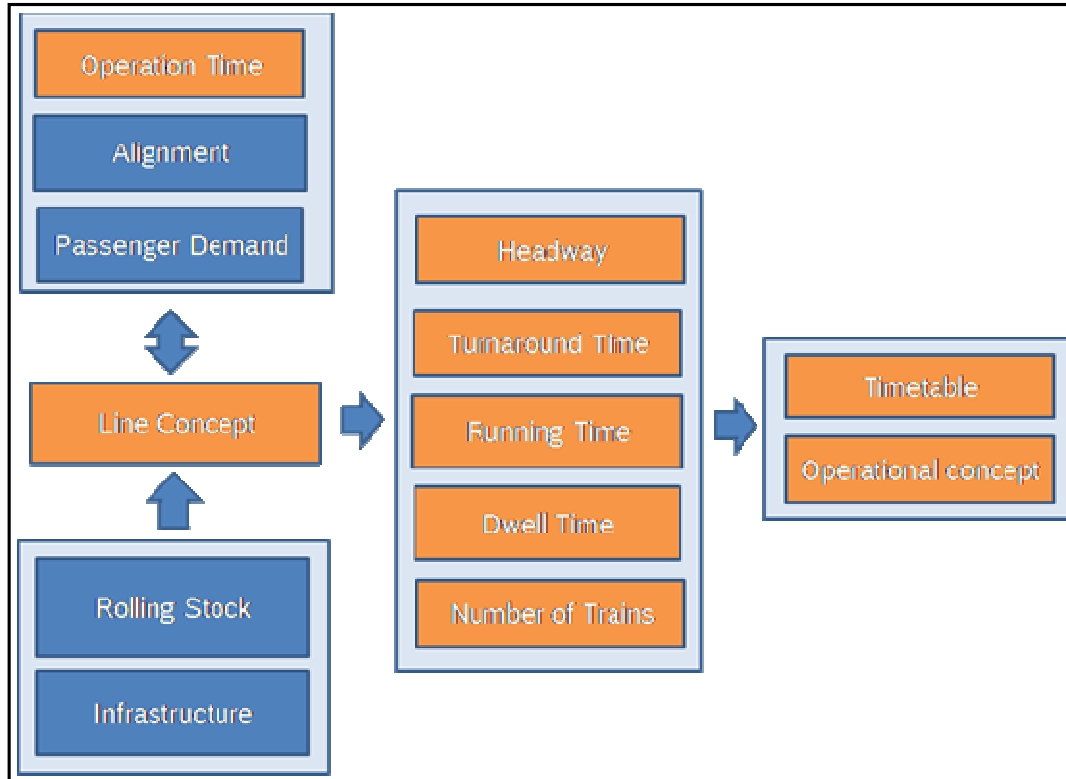 Operation Time
Alignment
Passenger Demand
Line Concept
Rolling Stock
Infrastructure
Headway
Turnaround Time
Running Time
Dwell Time
Number of Trains
Timetable
Operational concept